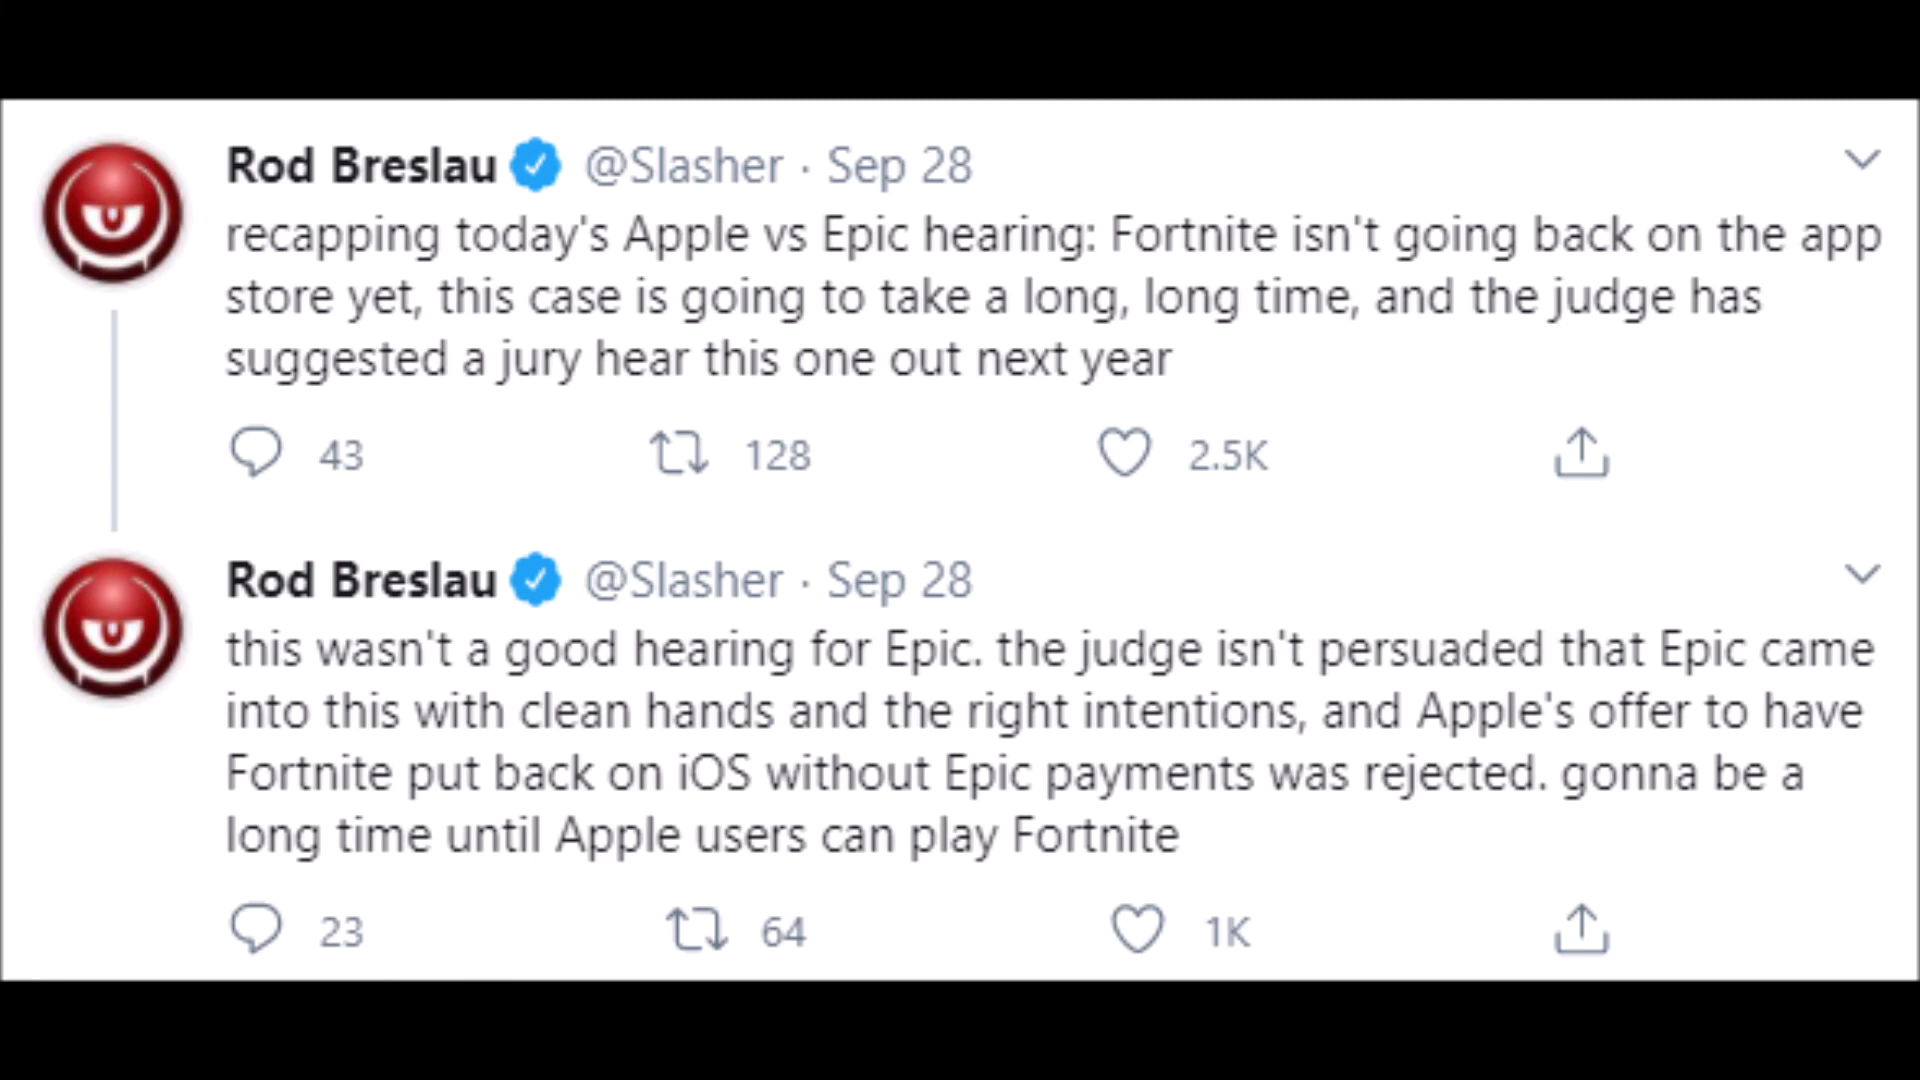 Rod Breslau @Slasher · Sep 28
recapping today's Apple vs Epic hearing: Fortnite isn't going back on the app
store yet, this case is going to take a long, long time, and the judge has
suggested a jury hear this one out next year
43 128 2.5K
Rod Breslau @Slasher · Sep 28
this wasn't a good hearing for Epic. the judge isn't persuaded that Epic came
into this with clean hands and the right intentions, and Apple's offer to have
Fortnite put back on iOS without Epic payments was rejected. gonna be a
long time until Apple users can play Fortnite
23 64 1K